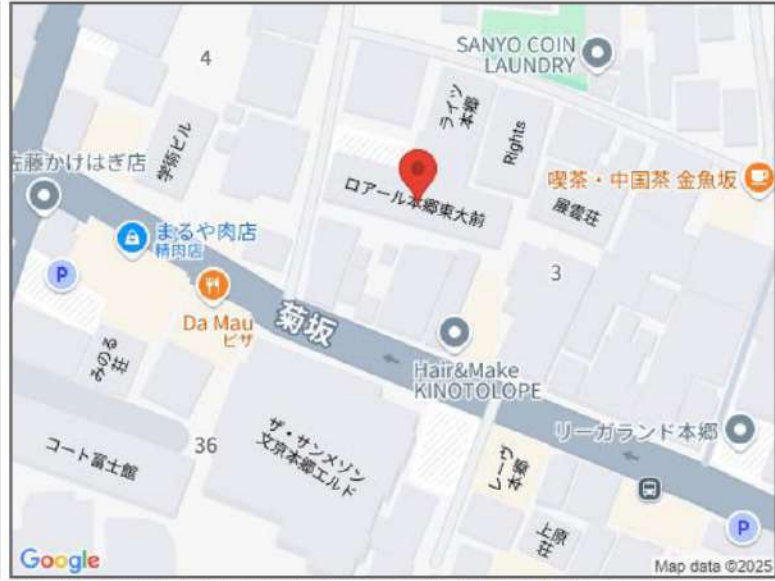 4
SANYO COIN
LAUNDRY
ライツ
本郷
Rights
学術ビル
佐藤かけはぎ店
ロアール本郷東大前
喫茶・中国茶 金魚坂
展雲荘
まるや肉店
精肉店
P
3
Da Mau
ピザ
菊坂
みのる
荘
Hair&Make
KINOTOLOPE
ザ・サンメゾン
文京本郷エルド
リーガランド本郷
36
コート富士館
レーヴ
本郷
上原
荘
P
Google
Map data ©2025